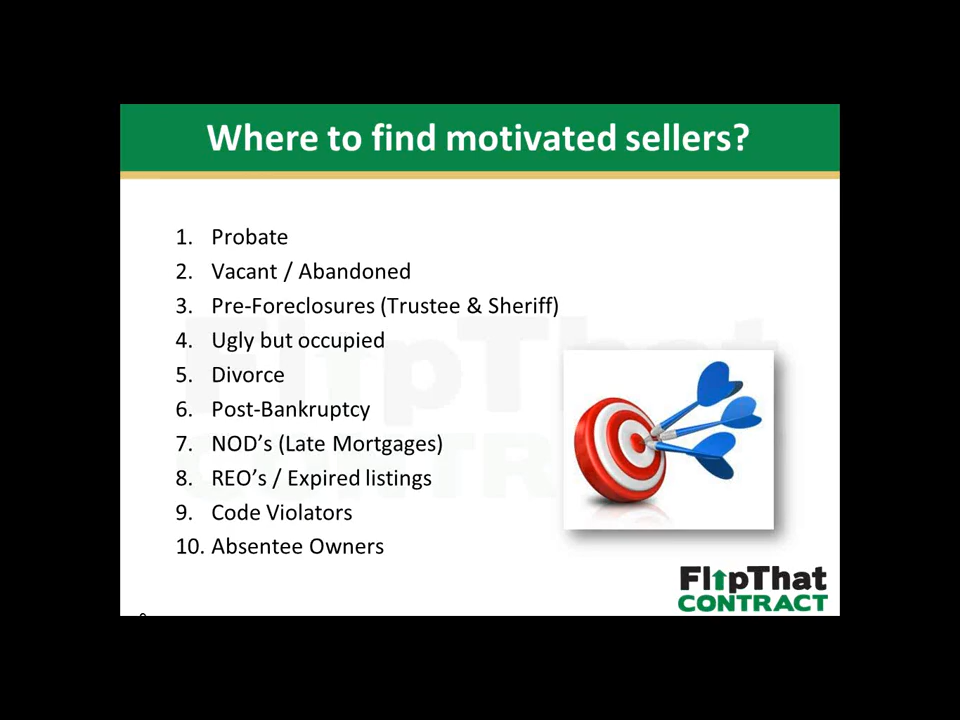 Where to find motivated sellers?
1. Probate
2. Vacant / Abandoned
3. Pre-Foreclosures (Trustee & Sheriff)
4. Ugly but occupied
5. Divorce
6. Post-Bankruptcy
7. NOD’s (Late Mortgages)
8. REO’s / Expired listings
9. Code Violators
10. Absentee Owners
FlipThat
CONTRACT